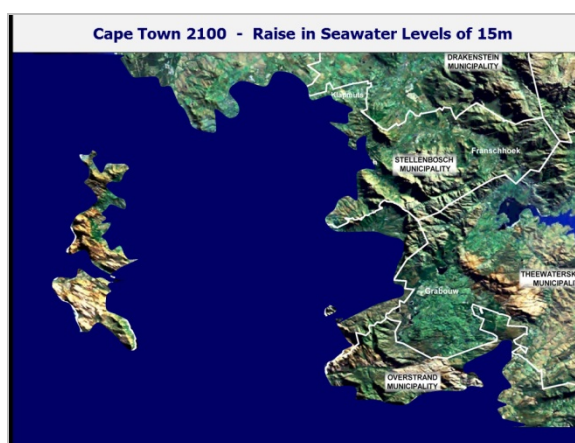 Cape Town 2100 - Raise in Seawater Levels of 15m
DRAKENSTEIN
MUNICIPALITY
Klapmuts
Franschhoek
STELLENBOSCH
MUNICIPALITY
THEEWATERSK
MUNICIPALI
Grabouw
OVERSTRAND
MUNICIPALITY